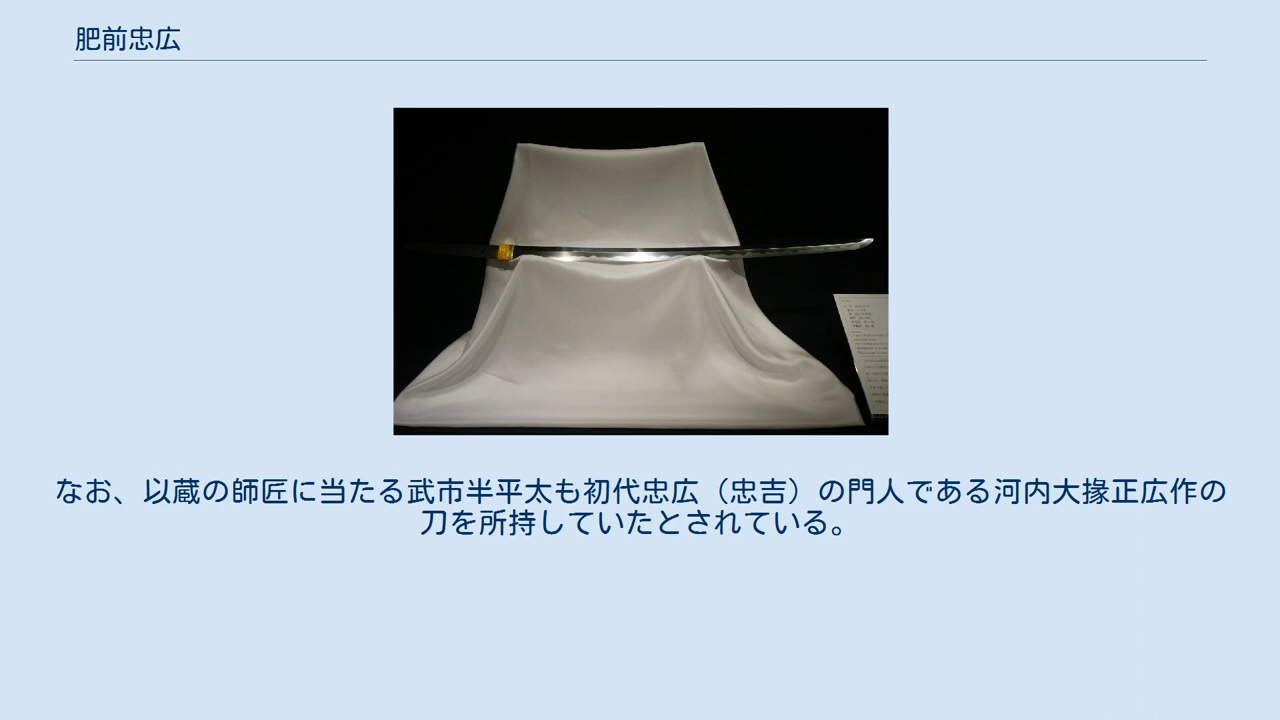 肥前忠広
なお、以蔵の師匠に当たる武市半平太も初代忠広（忠吉）の門人である河内大掾正広作の
刀を所持していたとされている。